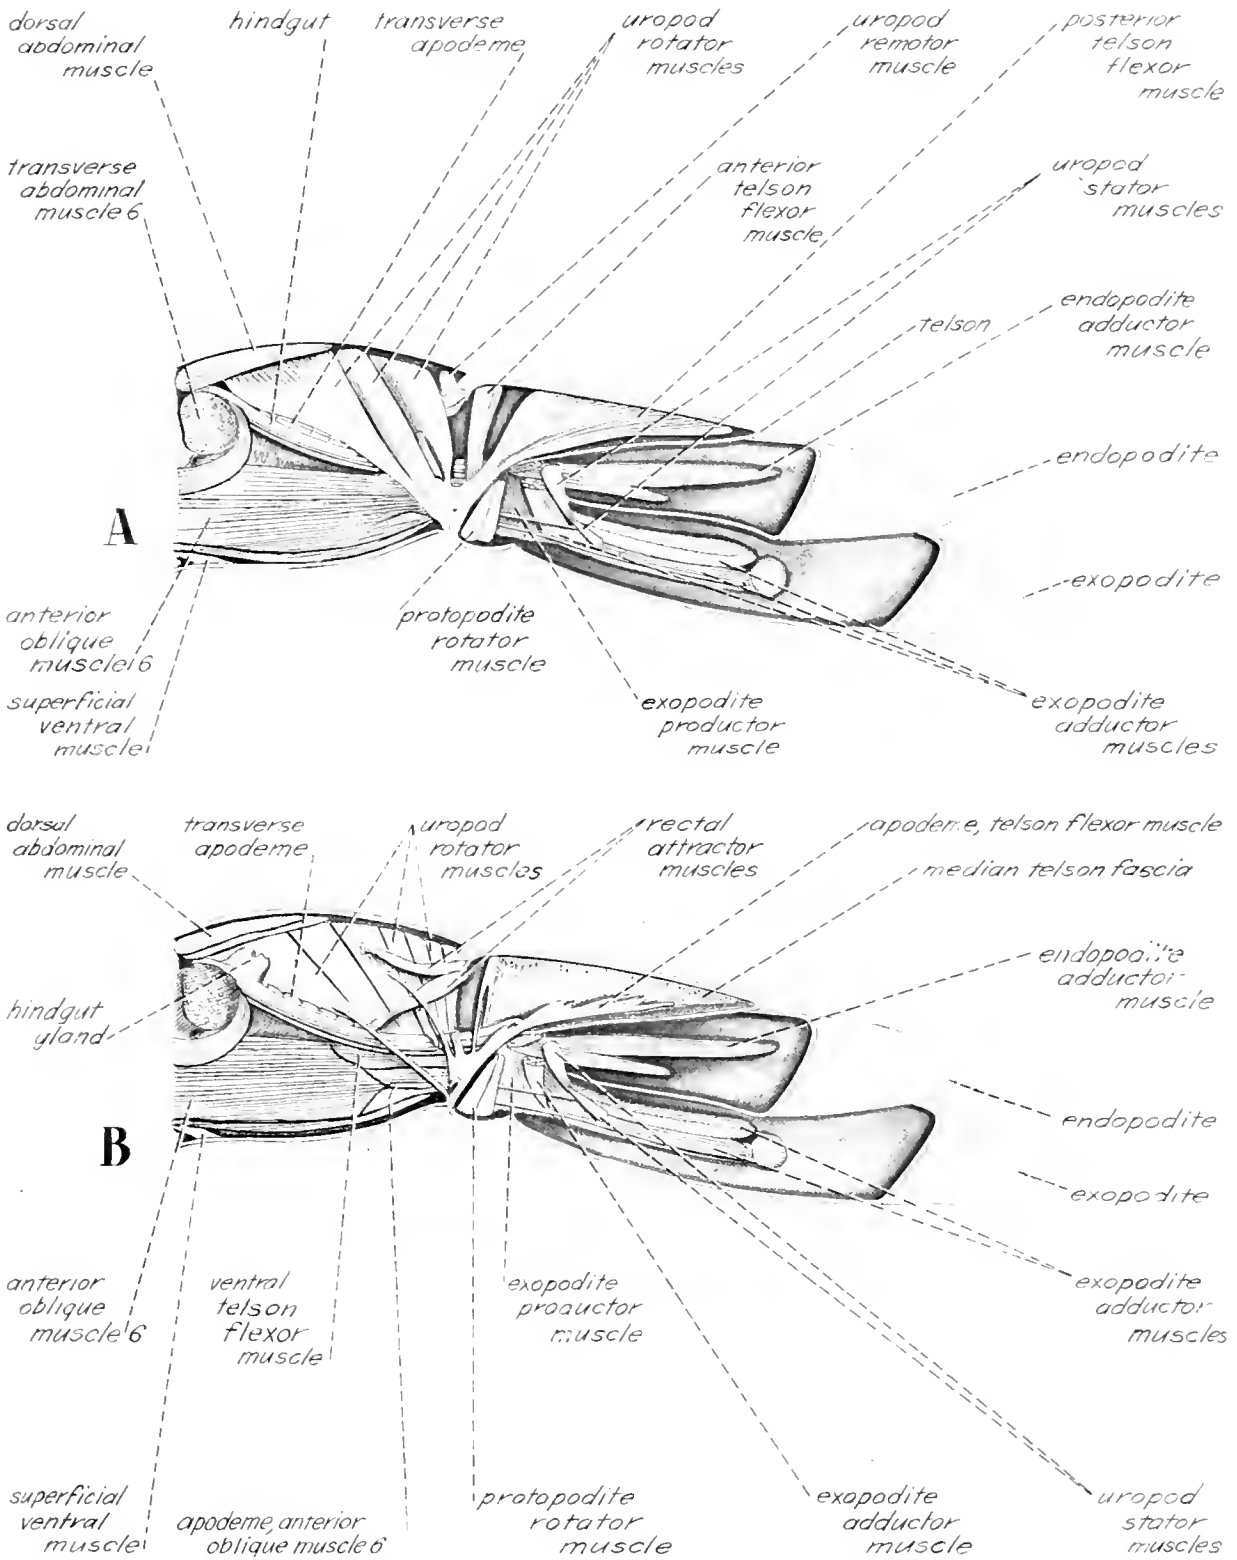 dorsal
abdominal
muscle
hindgut
transverse
apodeme
uropod
rotator
muscles
uropod
remotor
muscle
posterior
telson
flexor
muscle
transverse
abdominal
muscle 6
anterior
telson
flexor
muscle
uropod
stator
muscles
telson
endopodite
adductor
muscle
endopodite
exopodite
A
anterior
oblique
muscle 6
superficial
ventral
muscle
protopodite
rotator
muscle
exopodite
productor
muscle
exopodite
adductor
muscles
dorsal
abdominal
muscle
transverse
apodeme
uropod
rotator
muscles
rectal
attractor
muscles
apodeme, telson flexor muscle
median telson fascia
endopodite
adductor
muscle
hindgut
gland
B
endopodite
exopodite
anterior
oblique
muscle 6
ventral
telson
flexor
muscle
exopodite
productor
muscle
exopodite
adductor
muscles
superficial
ventral
muscle
apodeme, anterior
oblique muscle 6
protopodite
rotator
muscle
exopodite
adductor
muscle
uropod
stator
muscles